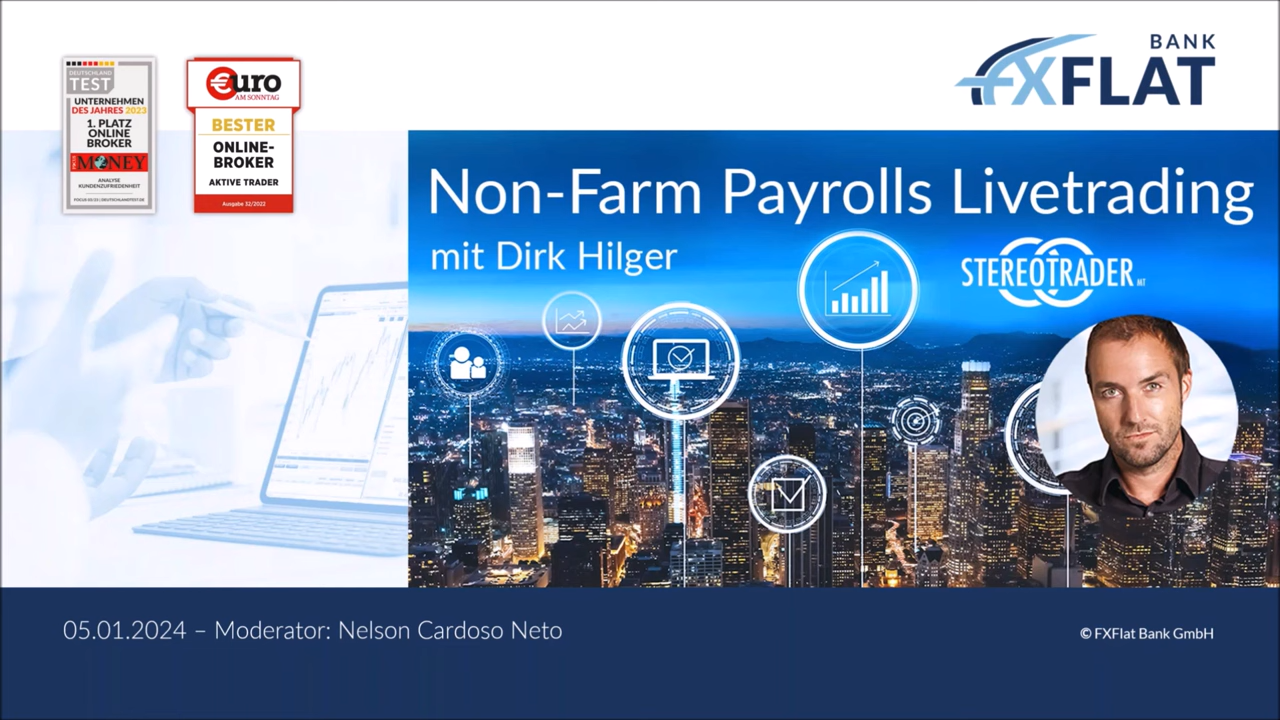 DEUTSCHLAND
TEST
UNTERNEHMEN
DES JAHRES 2023
1. PLATZ
ONLINE
BROKER
MONEY
ANALYSE
KUNDENZUFRIEDENHEIT
€uro
AM SONNTAG
BESTER
ONLINE-
BROKER
AKTIVE TRADER
Ausgabe 32/2022
BANK
FXFLAT
Non-Farm Payrolls Livetrading
mit Dirk Hilger
STEREOTRADER MT
05.01.2024 – Moderator: Nelson Cardoso Neto
© FXFlat Bank GmbH